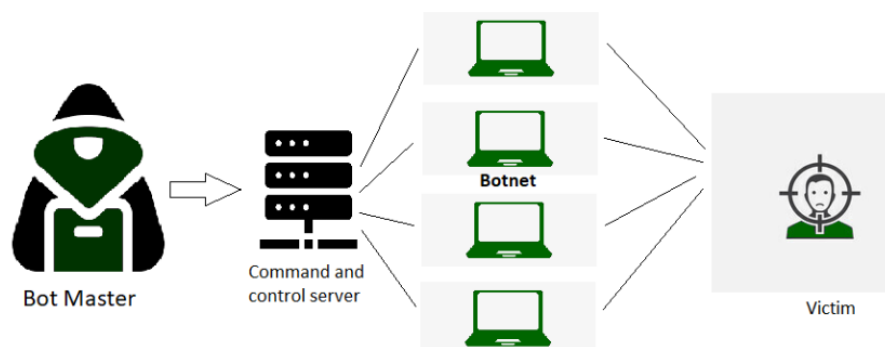 Bot Master
Command and
control server
Botnet
Victim